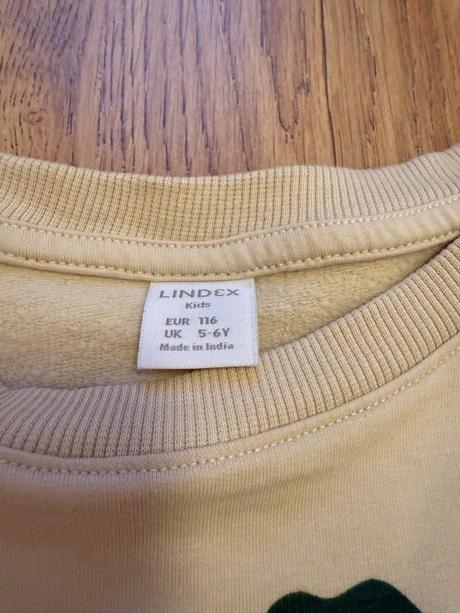 LINDEX
Kids
EUR 116
UK 5-6Y
Made in India